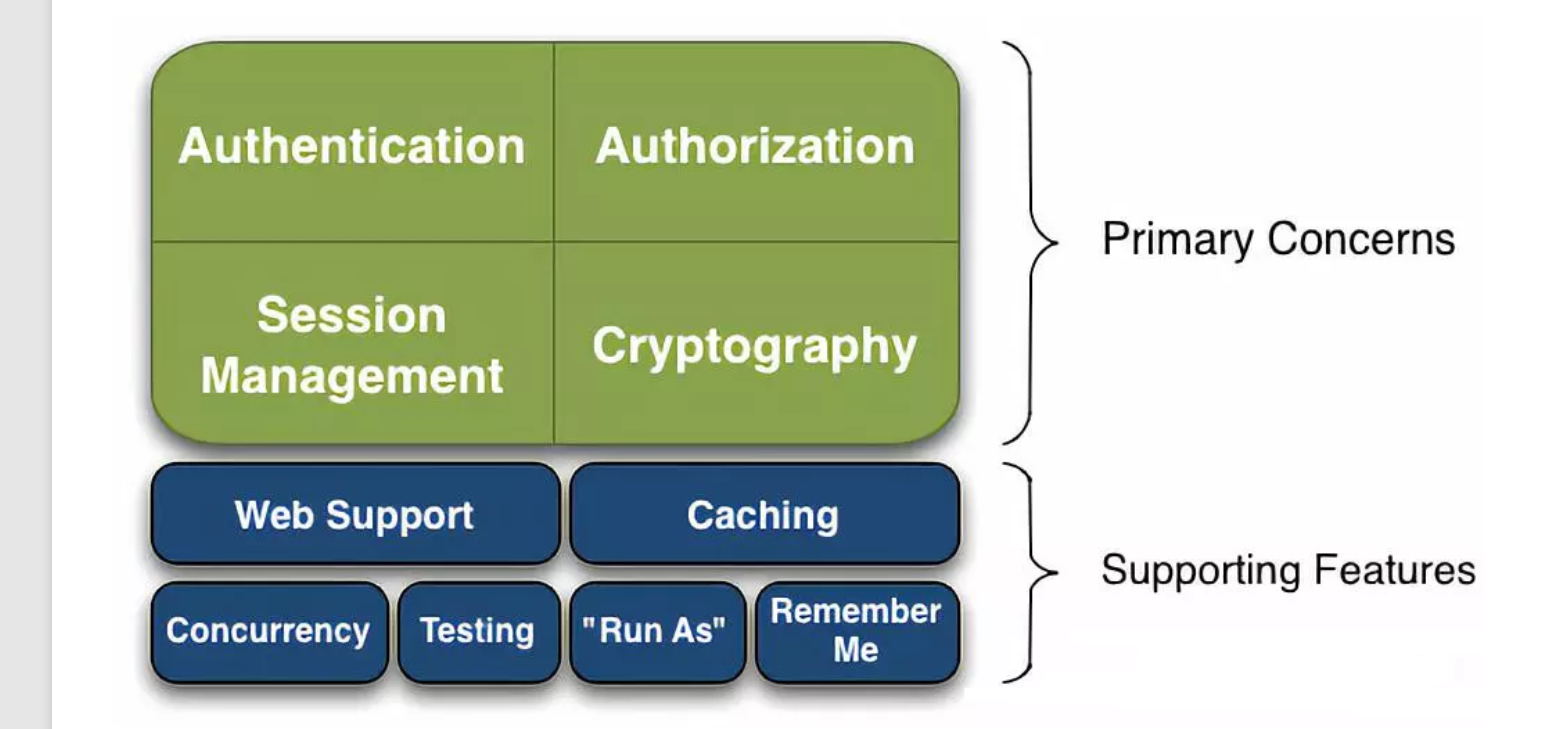 Authentication
Authorization
Session
Management
Cryptography
Primary Concerns
Web Support
Caching
Concurrency
Testing
"Run As"
Remember
Me
Supporting Features